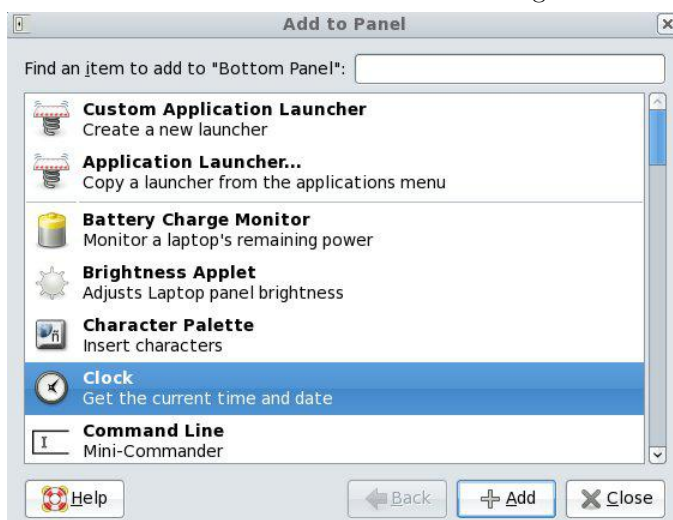 Add to Panel
Find an item to add to "Bottom Panel":
Custom Application Launcher
Create a new launcher
Application Launcher...
Copy a launcher from the applications menu
Battery Charge Monitor
Monitor a laptop's remaining power
Brightness Applet
Adjusts Laptop panel brightness
Character Palette
Insert characters
Clock
Get the current time and date
Command Line
Mini-Commander
Help Back Add Close